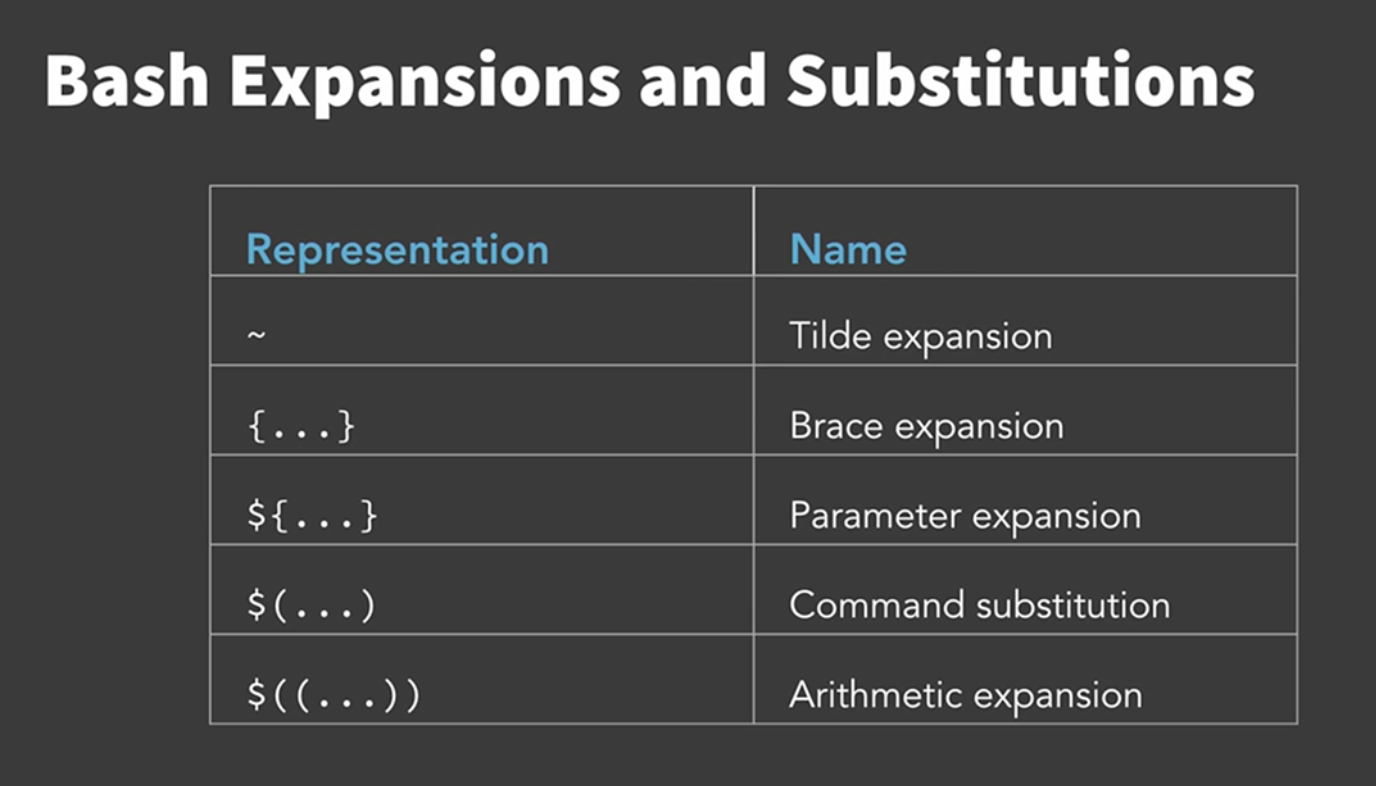 Bash Expansions and Substitutions
Representation Name
~ Tilde expansion
{...} Brace expansion
${...} Parameter expansion
$(...) Command substitution
$((...)) Arithmetic expansion